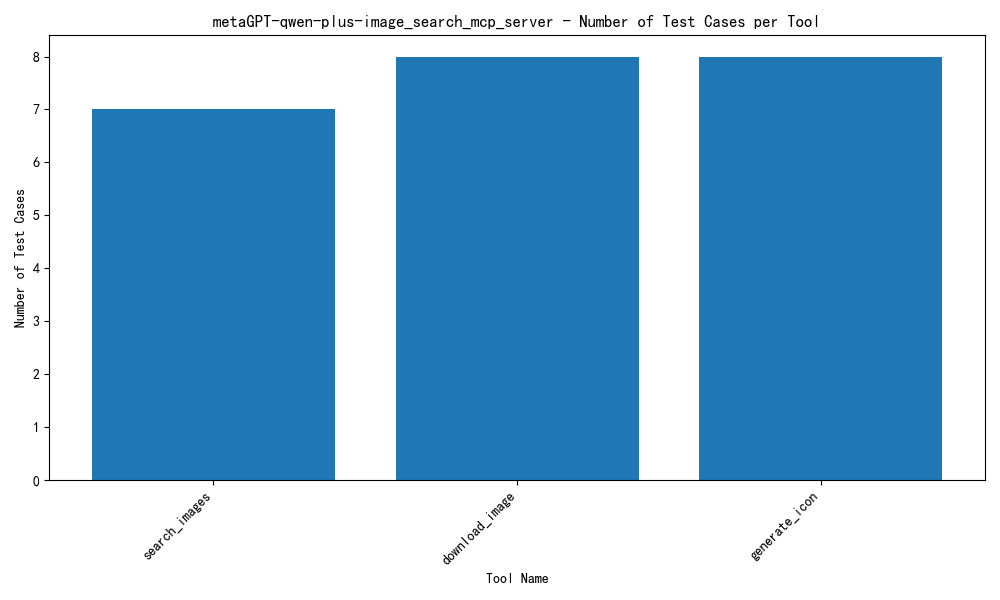 metaGPT-qwen-plus-image_search_mcp_server - Number of Test Cases per Tool
Number of Test Cases
8
7
6
5
4
3
2
1
0
search_images
download_image
generate_icon
Tool Name